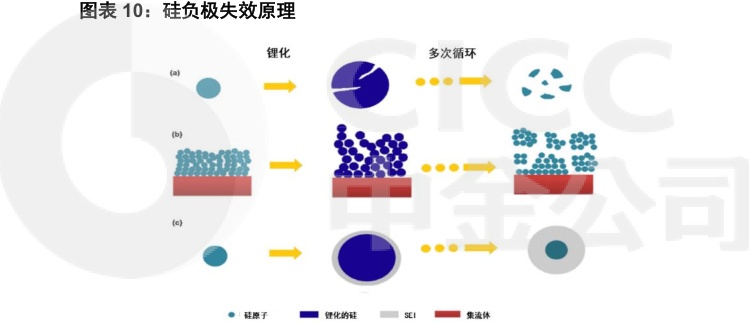 图表 10：硅负极失效原理
锂化
多次循环
(a)
(b)
(c)
CICC
中金公司
硅原子
锂化的硅
SEI
集流体